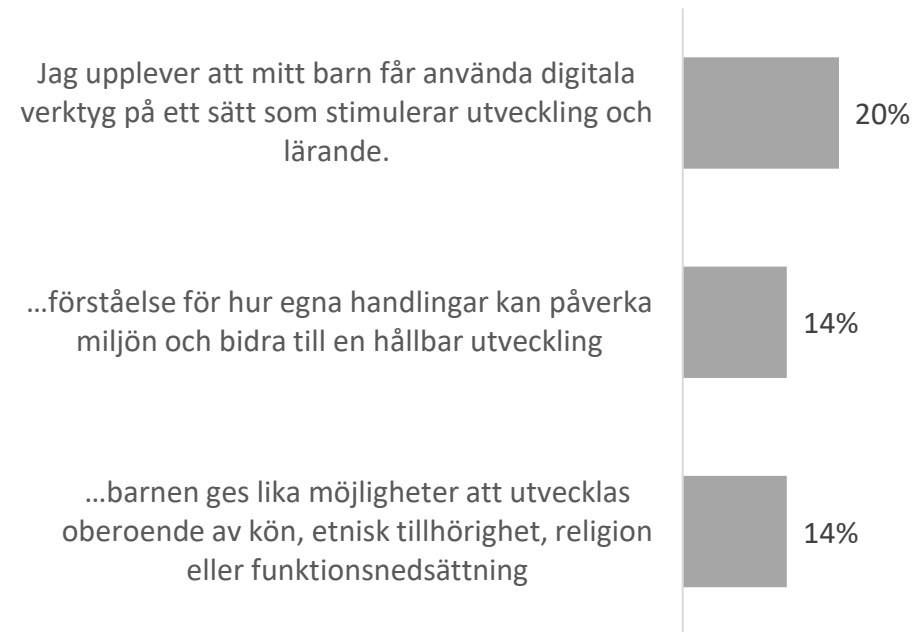 Jag upplever att mitt barn får använda digitala
verktyg på ett sätt som stimulerar utveckling och
lärande.
20%
…förståelse för hur egna handlingar kan påverka
miljön och bidra till en hållbar utveckling
14%
…barnen ges lika möjligheter att utvecklas
oberoende av kön, etnisk tillhörighet, religion
eller funktionsnedsättning
14%